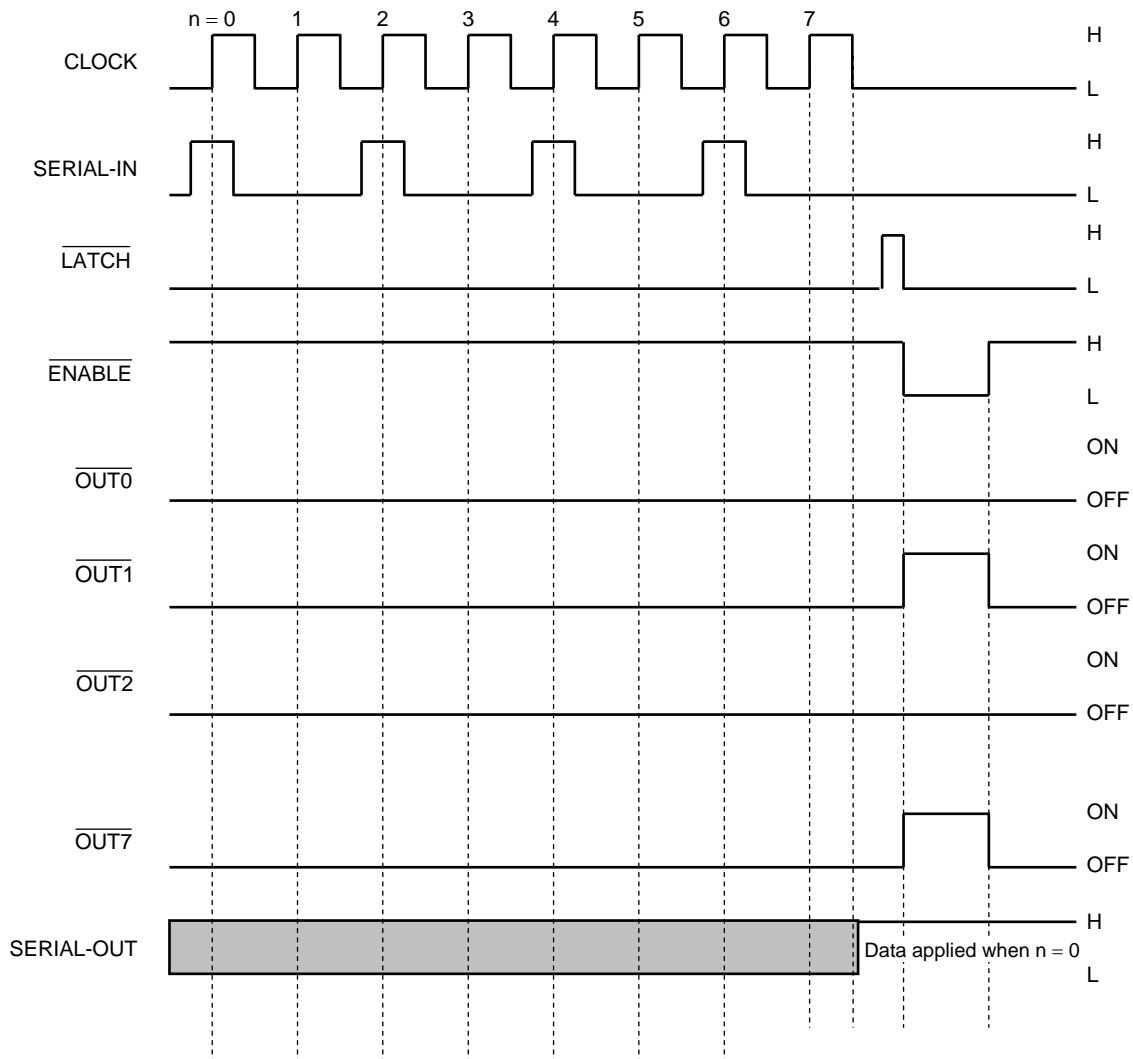 n = 0 1 2 3 4 5 6 7
H
CLOCK
L
H
SERIAL-IN
L
H
LATCH
L
H
ENABLE
L
ON
OUT0
OFF
ON
OUT1
OFF
ON
OUT2
OFF
ON
OUT7
OFF
H
SERIAL-OUT
Data applied when n = 0
L